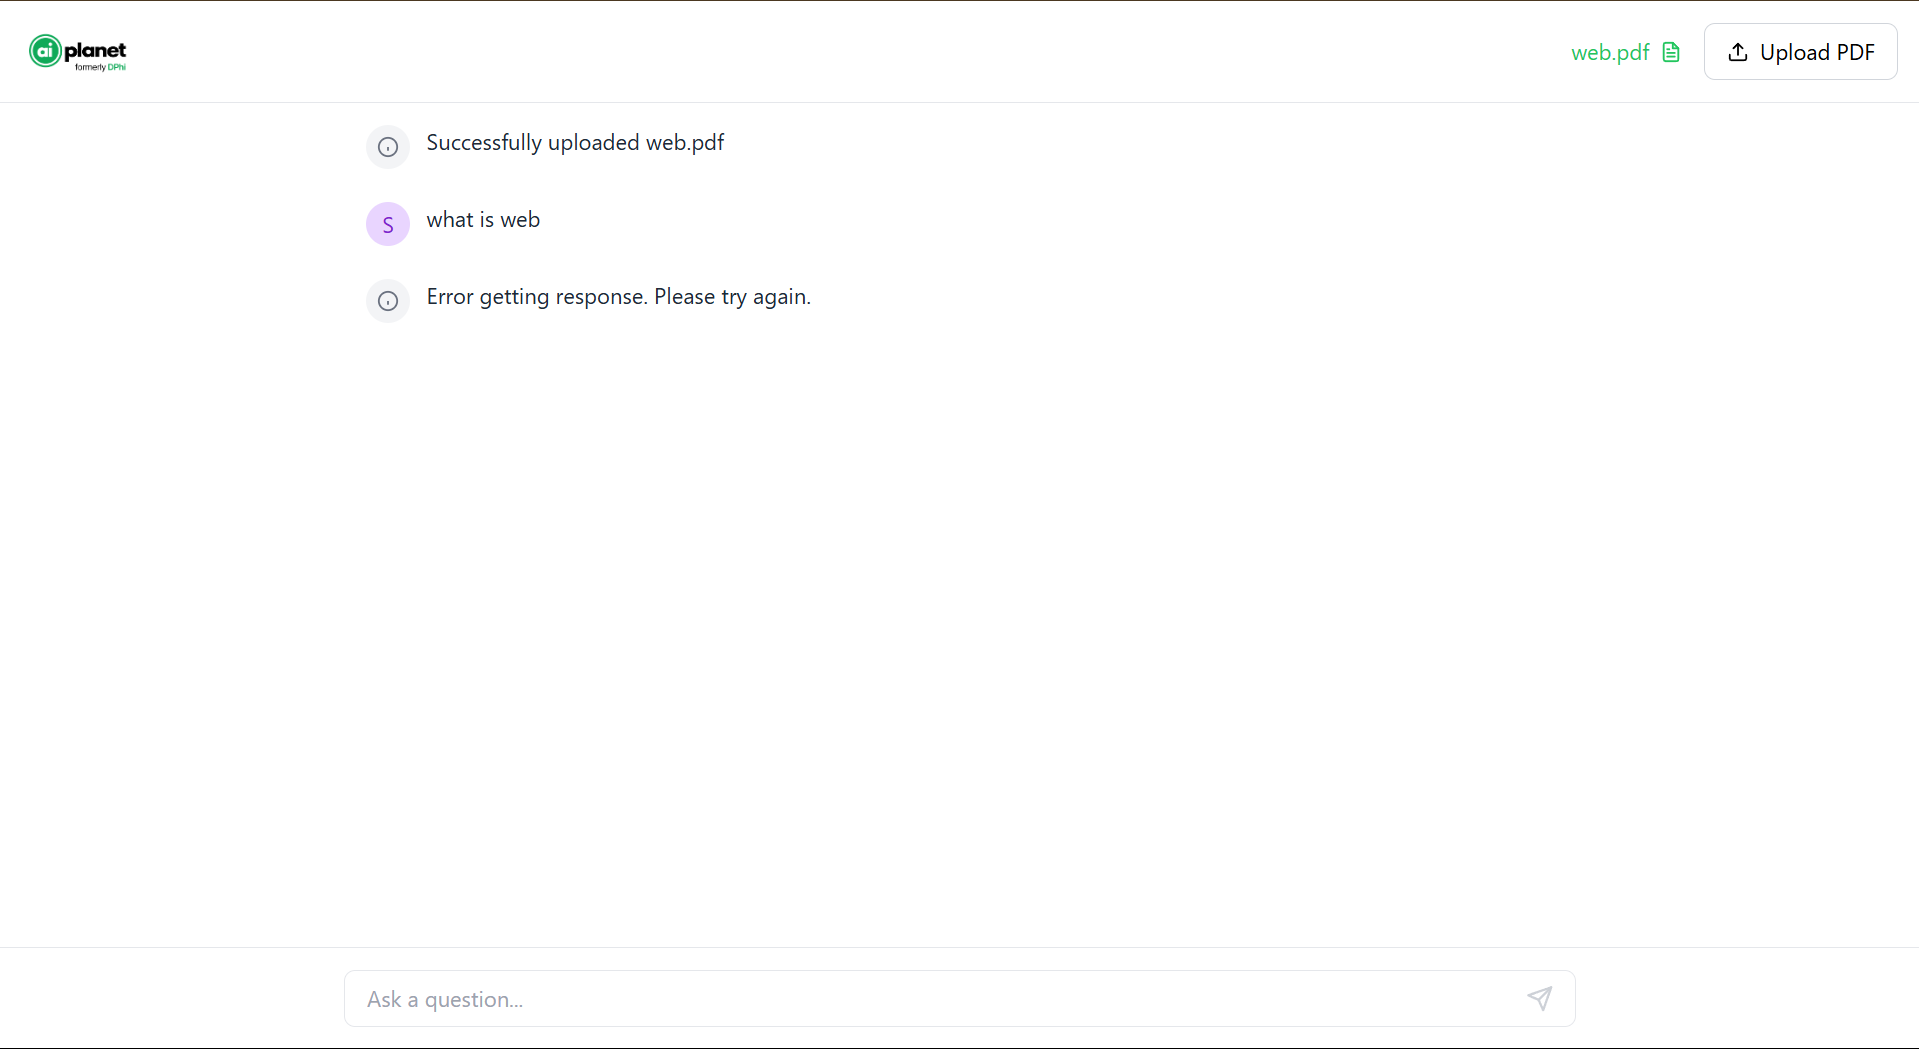 ai planet
formerly DPhi
web.pdf
Upload PDF
Successfully uploaded web.pdf
S
what is web
Error getting response. Please try again.
Ask a question...